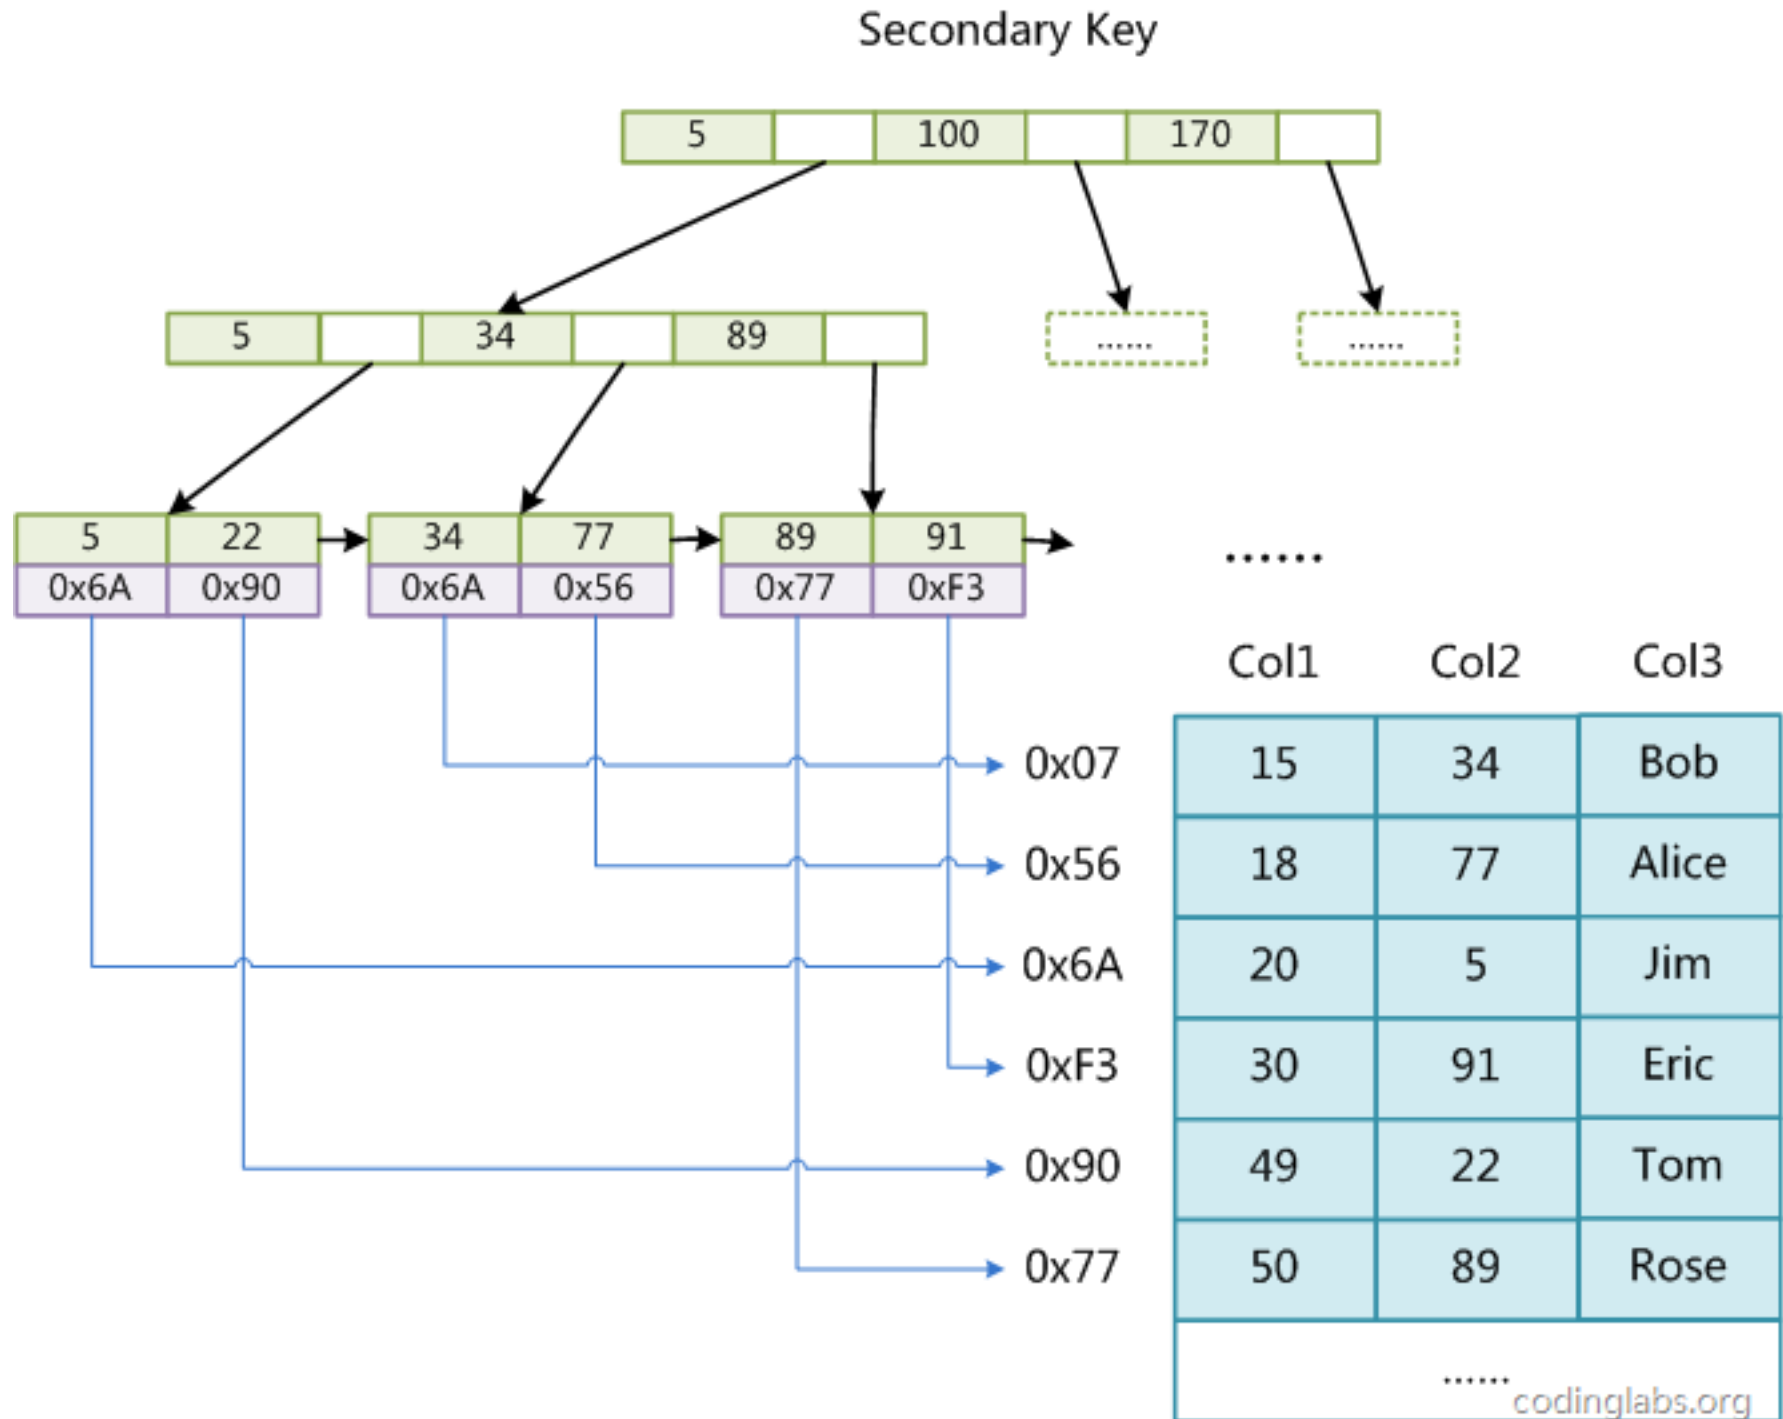 Secondary Key
5 100 170
5 34 89 ...... ......
5 22 34 77 89 91
0x6A 0x90 0x6A 0x56 0x77 0xF3
......
Col1 Col2 Col3
0x07 15 34 Bob
0x56 18 77 Alice
0x6A 20 5 Jim
0xF3 30 91 Eric
0x90 49 22 Tom
0x77 50 89 Rose
......
codinglabs.org